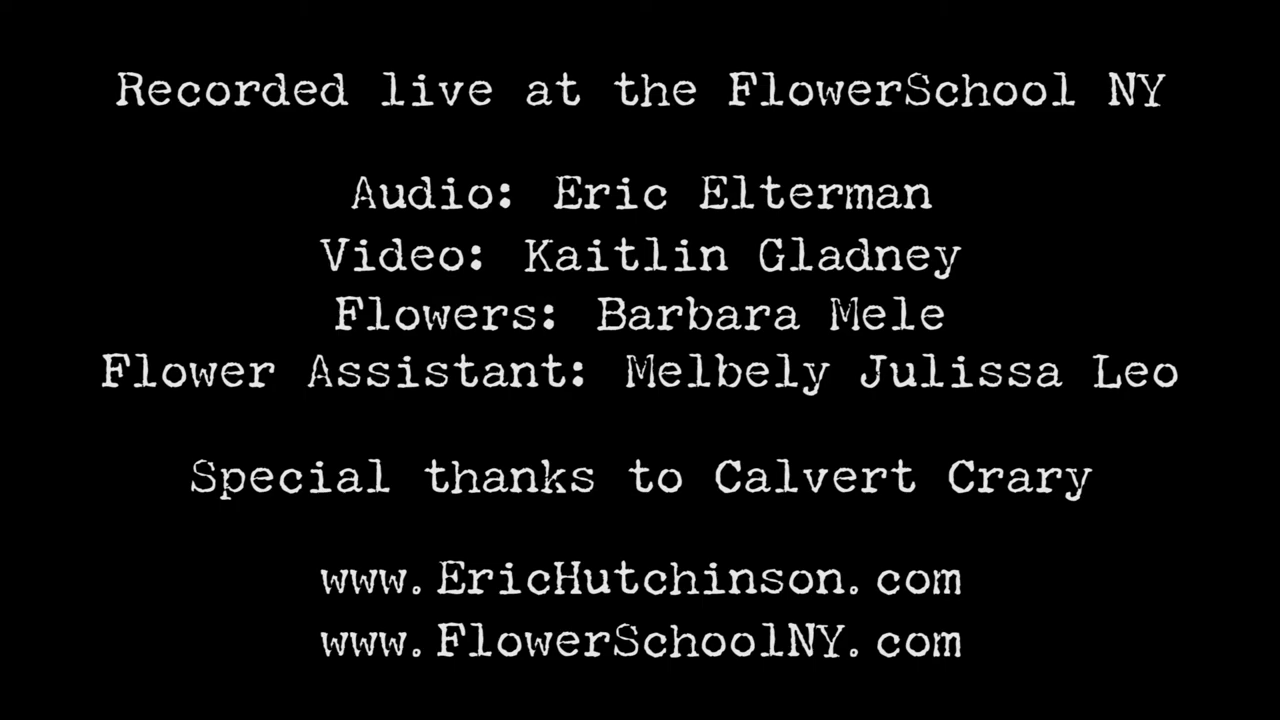 Recorded live at the FlowerSchool NY
Audio: Eric Elterman
Video: Kaitlin Gladney
Flowers: Barbara Mele
Flower Assistant: Melbely Julissa Leo
Special thanks to Calvert Crary
www.EricHutchinson.com
www.FlowerSchoolNY.com